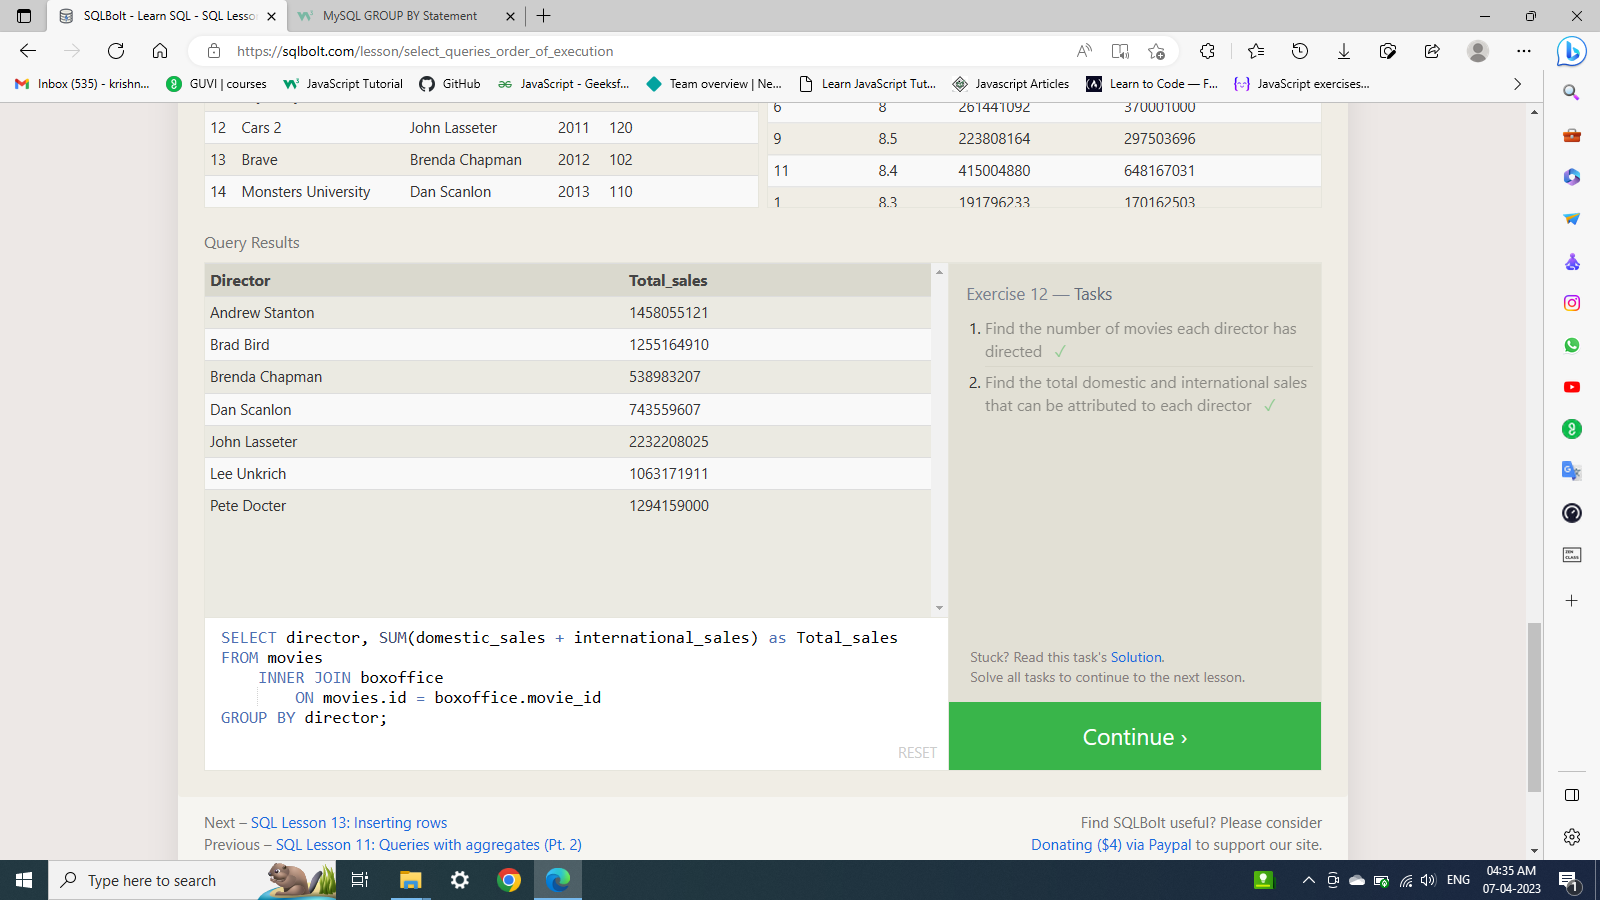 SQLBolt - Learn SQL - SQL Lesso
MySQL GROUP BY Statement
https://sqlbolt.com/lesson/select_queries_order_of_execution
Inbox (535) - krishn...
GUVI | courses
JavaScript Tutorial
GitHub
JavaScript - Geeksf...
Team overview | Ne...
Learn JavaScript Tut...
Javascript Articles
Learn to Code — F...
JavaScript exercises...
12 Cars 2 John Lasseter 2011 120
13 Brave Brenda Chapman 2012 102
14 Monsters University Dan Scanlon 2013 110
6 8 261441092 370001000
9 8.5 223808164 297503696
11 8.4 415004880 648167031
1 8.3 191796233 170162503
Query Results
Director Total_sales
Andrew Stanton 1458055121
Brad Bird 1255164910
Brenda Chapman 538983207
Dan Scanlon 743559607
John Lasseter 2232208025
Lee Unkrich 1063171911
Pete Docter 1294159000
Exercise 12 — Tasks
1. Find the number of movies each director has
directed ✓
2. Find the total domestic and international sales
that can be attributed to each director ✓
SELECT director, SUM(domestic_sales + international_sales) as Total_sales
FROM movies
INNER JOIN boxoffice
ON movies.id = boxoffice.movie_id
GROUP BY director;
RESET
Stuck? Read this task's Solution.
Solve all tasks to continue to the next lesson.
Continue ›
Next – SQL Lesson 13: Inserting rows
Previous – SQL Lesson 11: Queries with aggregates (Pt. 2)
Find SQLBolt useful? Please consider
Donating ($4) via Paypal to support our site.
Type here to search
ENG
04:35 AM
07-04-2023
1